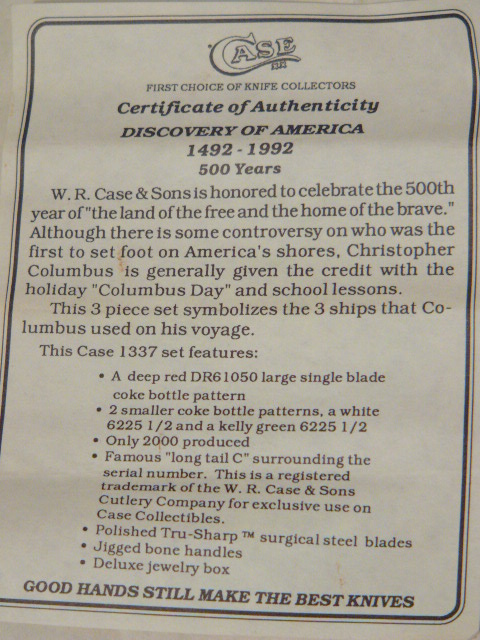 CASE
XX
FIRST CHOICE OF KNIFE COLLECTORS
Certificate of Authenticity
DISCOVERY OF AMERICA
1492 - 1992
500 Years
W. R. Case & Sons is honored to celebrate the 500th
year of "the land of the free and the home of the brave."
Although there is some controversy on who was the
first to set foot on America's shores, Christopher
Columbus is generally given the credit with the
holiday "Columbus Day" and school lessons.
This 3 piece set symbolizes the 3 ships that Co-
lumbus used on his voyage.
This Case 1337 set features:
• A deep red DR61050 large single blade
coke bottle pattern
• 2 smaller coke bottle patterns, a white
6225 1/2 and a kelly green 6225 1/2
• Only 2000 produced
• Famous "long tail C" surrounding the
serial number. This is a registered
trademark of the W. R. Case & Sons
Cutlery Company for exclusive use on
Case Collectibles.
• Polished Tru-Sharp ™ surgical steel blades
• Jigged bone handles
• Deluxe jewelry box
GOOD HANDS STILL MAKE THE BEST KNIVES